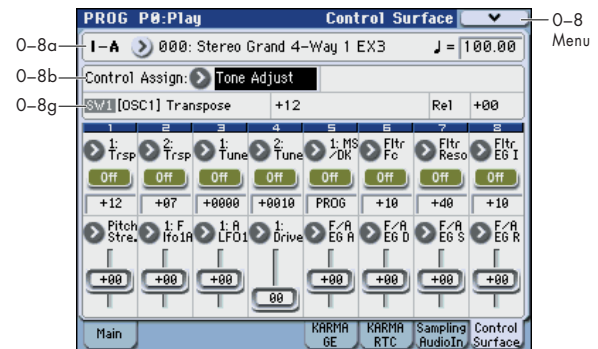 PROG P0:Play Control Surface
0–8
Menu
0–8a
I-A 000: Stereo Grand 4-Way 1 EX3 ♩= 100.00
0–8b
Control Assign: Tone Adjust
0–8g
SW1 [OSC1] Transpose +12 Rel +00
1 2 3 4 5 6 7 8
1: Trsp 2: Trsp 1: Tune 2: Tune 1: MS /DK Fltr Fc Fltr Reso Fltr EG I
Off Off Off Off Off Off Off Off
+12 +07 +0000 +0010 PROG +10 +40 +10
Pitch Stre. 1: F lfo1A 1: A LFO1 1: Drive F/A EG A F/A EG D F/A EG S F/A EG R
+00 +00 +00 00 +00 +00 +00 +00
Main KARMA GE KARMA RTC Sampling AudioIn Control Surface